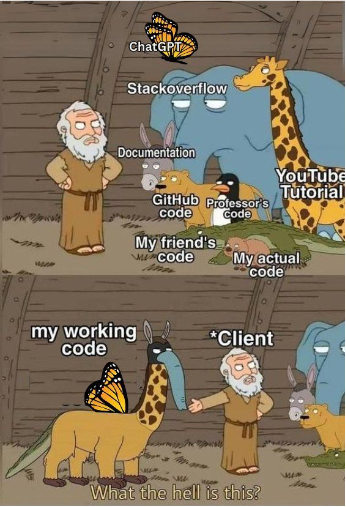 ChatGPT
Stackoverflow
Documentation
YouTube
Tutorial
GitHub
code
Professor's
code
My friend's
code
My actual
code
my working
code
*Client
What the hell is this?